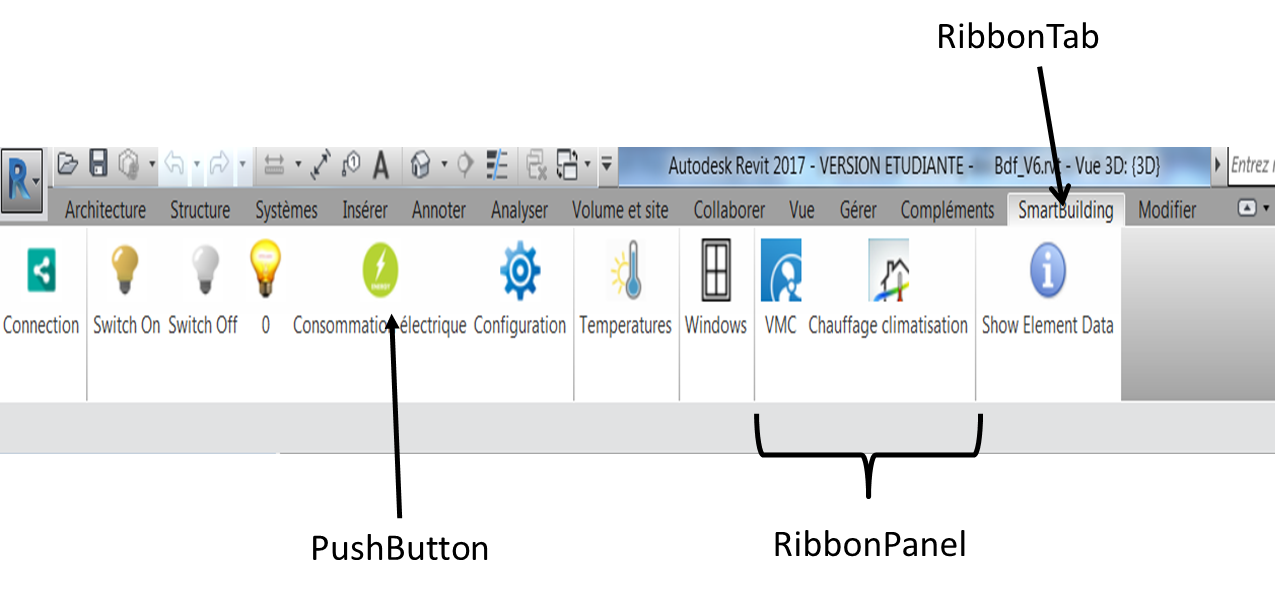 RibbonTab
Autodesk Revit 2017 - VERSION ETUDIANTE - Bdf_V6.rvt - Vue 3D: {3D} Entrez
Architecture Structure Systèmes Insérer Annoter Analyser Volume et site Collaborer Vue Gérer Compléments SmartBuilding Modifier
Connection Switch On Switch Off 0 Consommation électrique Configuration Temperatures Windows VMC Chauffage climatisation Show Element Data
PushButton RibbonPanel